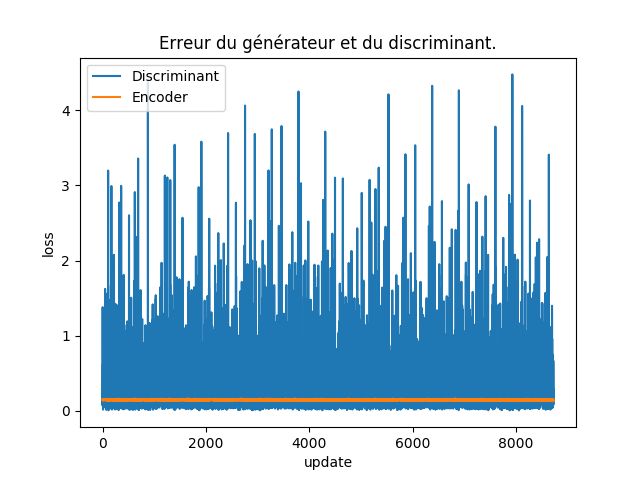 Erreur du générateur et du discriminant.
Discriminant
Encoder
loss
4
3
2
1
0
0 2000 4000 6000 8000
update